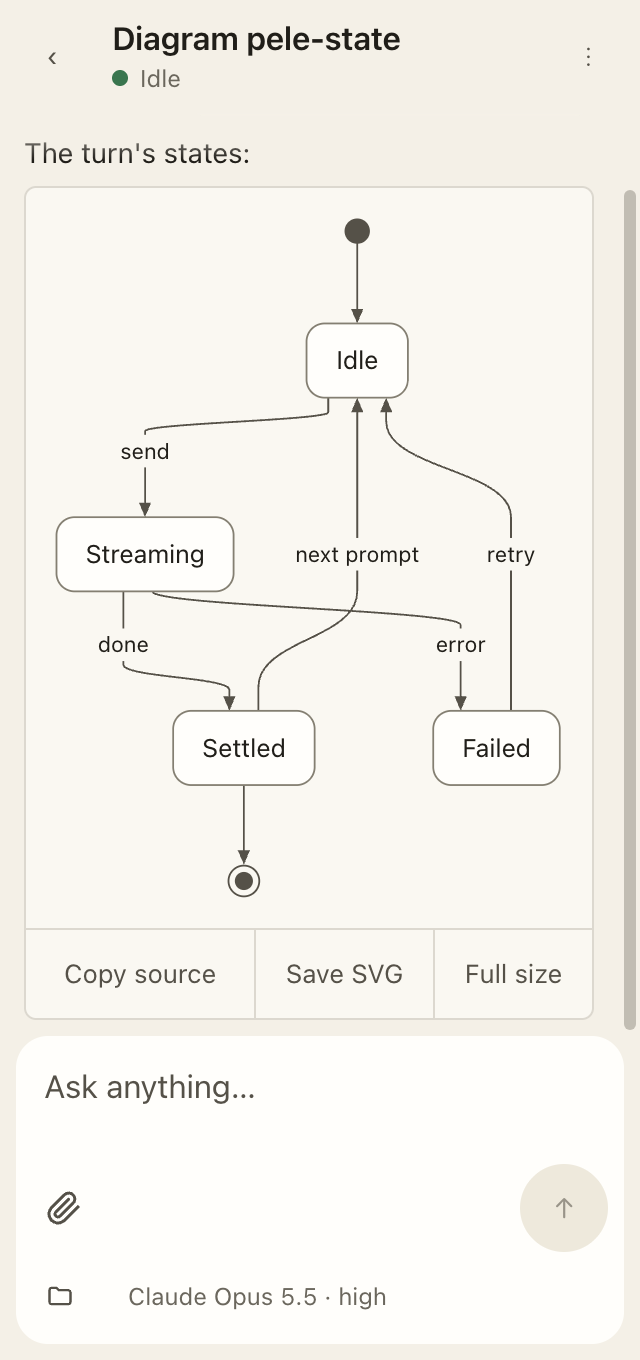 Diagram pele-state
Idle
The turn's states:
Idle
send
Streaming
next prompt
retry
done
error
Settled
Failed
Copy source
Save SVG
Full size
Ask anything...
Claude Opus 5.5 · high